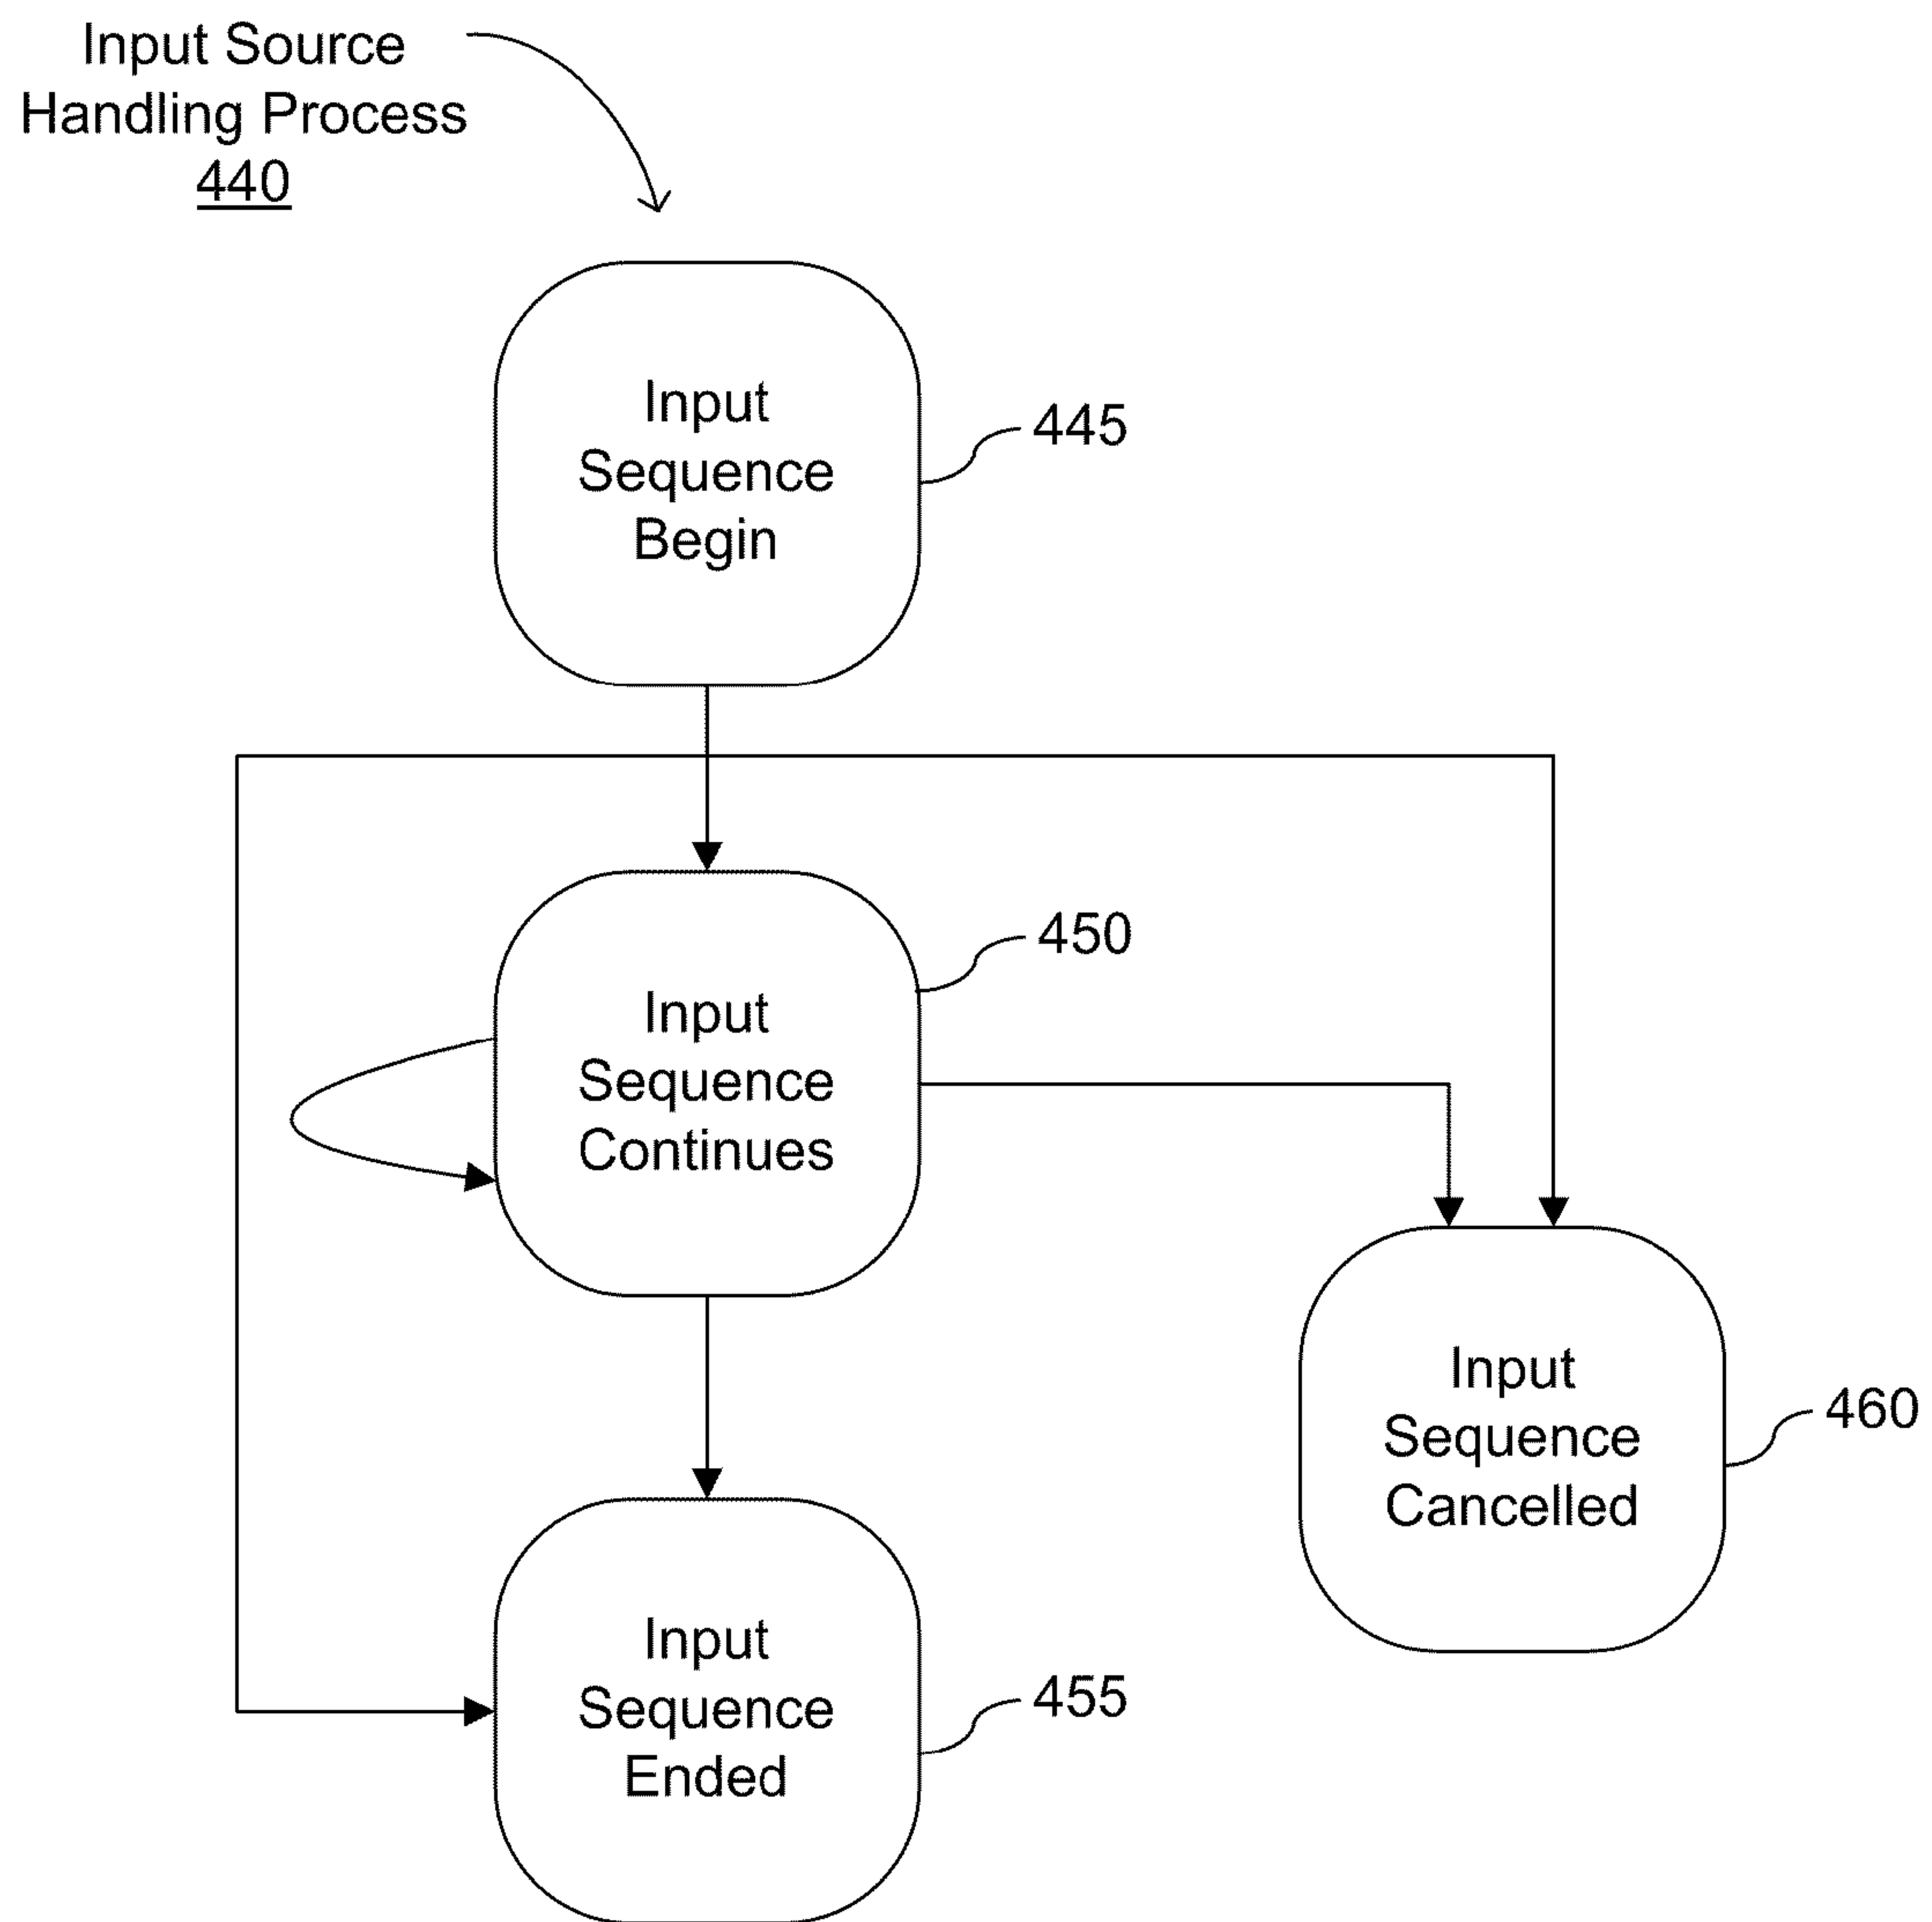 Input Source
Handling Process
440
Input
Sequence
Begin
445
Input
Sequence
Continues
450
Input
Sequence
Cancelled
460
Input
Sequence
Ended
455